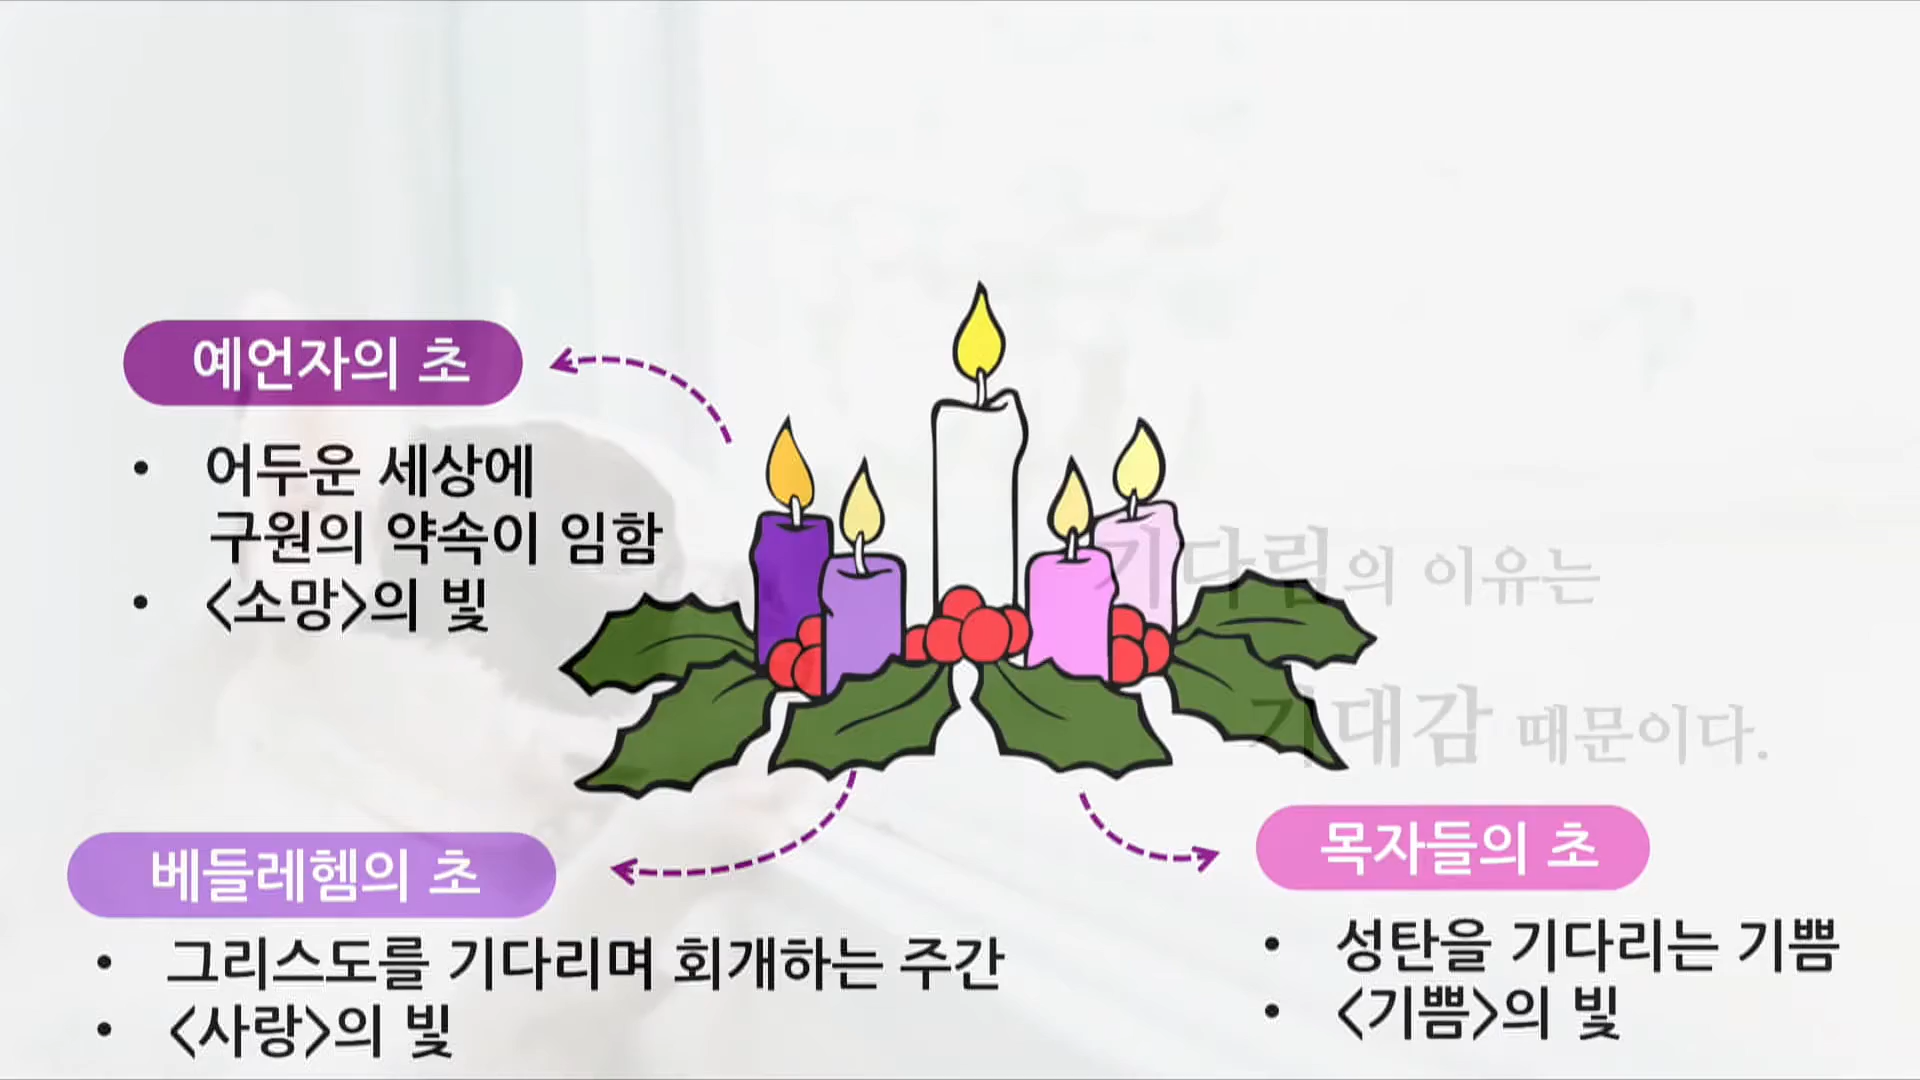 예언자의 초
• 어두운 세상에
구원의 약속이 임함
• <소망>의 빛
기다림의 이유는
기대감 때문이다.
베들레헴의 초
• 그리스도를 기다리며 회개하는 주간
• <사랑>의 빛
목자들의 초
• 성탄을 기다리는 기쁨
• <기쁨>의 빛